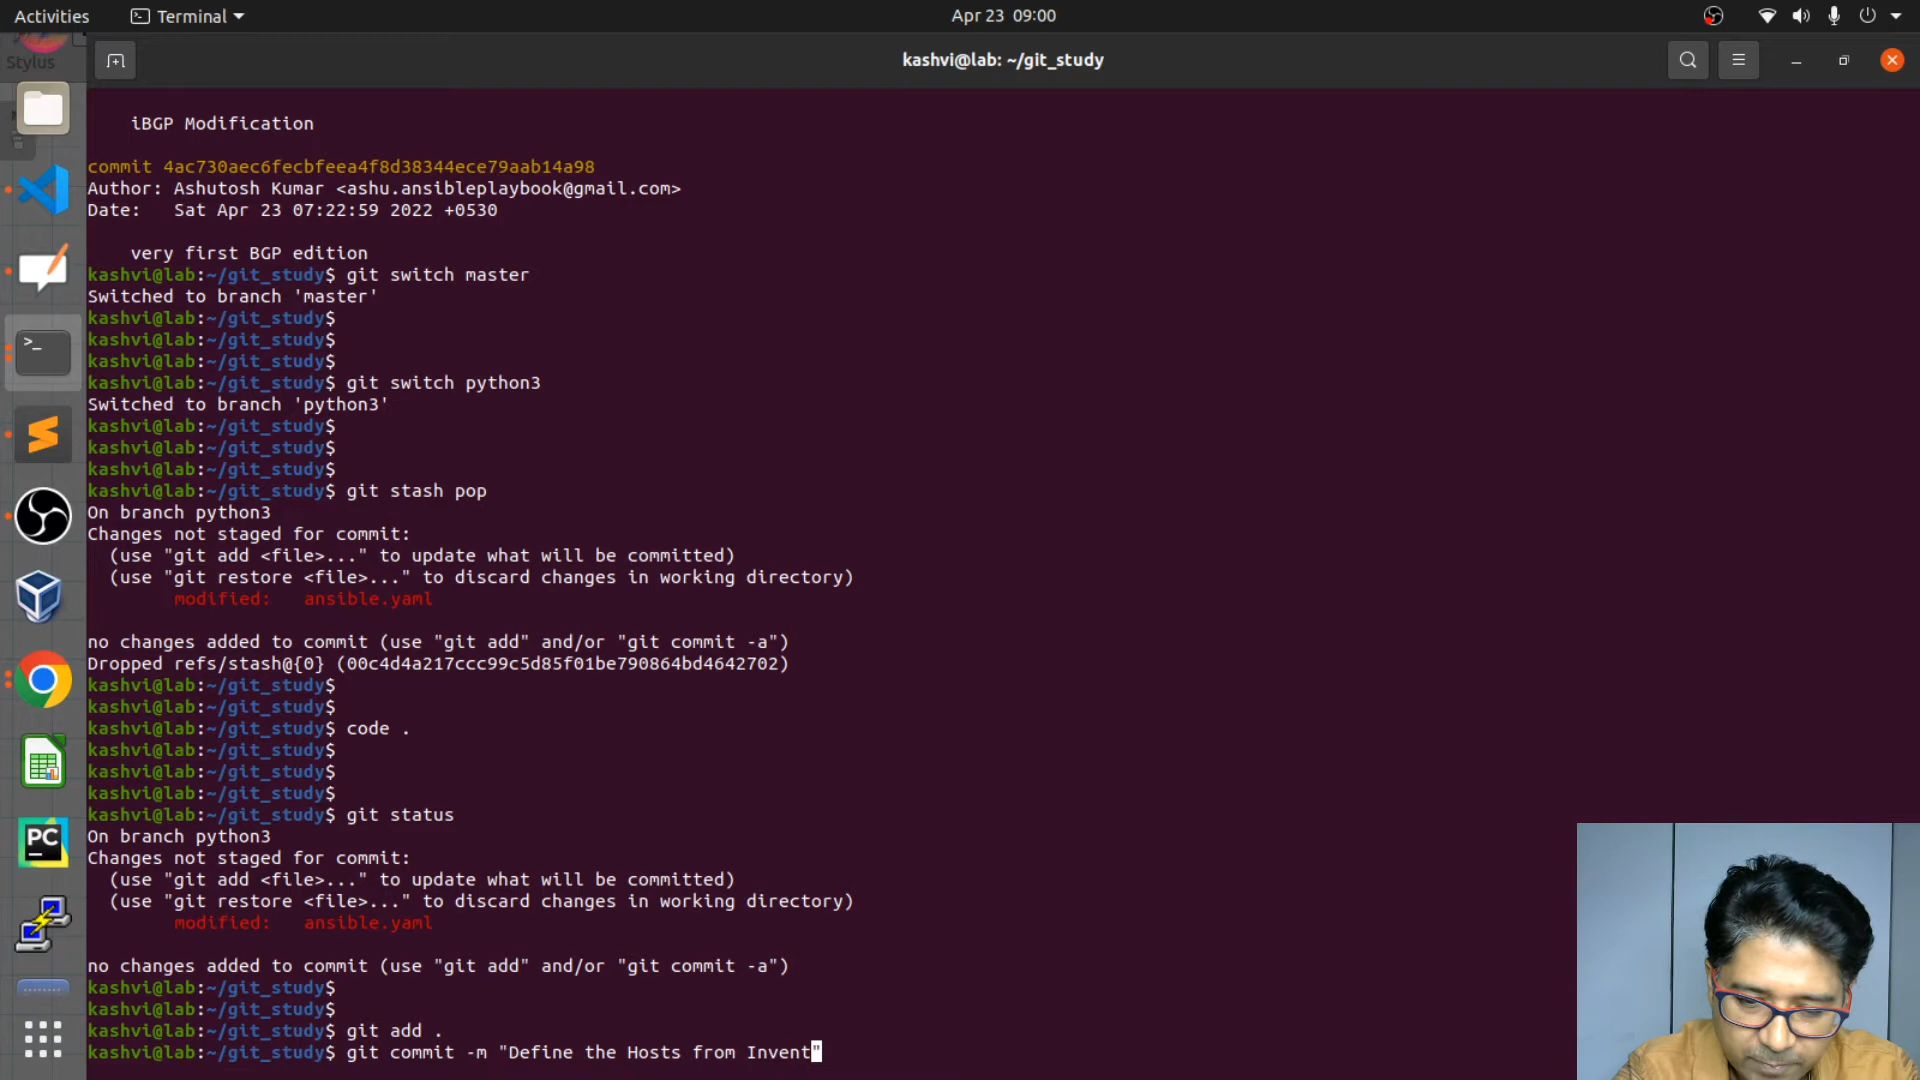 Activities
Terminal
Apr 23 09:00
Stylus
kashvi@lab: ~/git_study
iBGP Modification
commit 4ac730aec6fecbfeea4f8d38344ece79aab14a98
Author: Ashutosh Kumar <ashu.ansibleplaybook@gmail.com>
Date: Sat Apr 23 07:22:59 2022 +0530
very first BGP edition
kashvi@lab:~/git_study$ git switch master
Switched to branch 'master'
kashvi@lab:~/git_study$
kashvi@lab:~/git_study$
kashvi@lab:~/git_study$
kashvi@lab:~/git_study$ git switch python3
Switched to branch 'python3'
kashvi@lab:~/git_study$
kashvi@lab:~/git_study$
kashvi@lab:~/git_study$
kashvi@lab:~/git_study$ git stash pop
On branch python3
Changes not staged for commit:
(use "git add <file>..." to update what will be committed)
(use "git restore <file>..." to discard changes in working directory)
modified: ansible.yaml
no changes added to commit (use "git add" and/or "git commit -a")
Dropped refs/stash@{0} (00c4d4a217ccc99c5d85f01be790864bd4642702)
kashvi@lab:~/git_study$
kashvi@lab:~/git_study$
kashvi@lab:~/git_study$ code .
kashvi@lab:~/git_study$
kashvi@lab:~/git_study$
kashvi@lab:~/git_study$
kashvi@lab:~/git_study$ git status
On branch python3
Changes not staged for commit:
(use "git add <file>..." to update what will be committed)
(use "git restore <file>..." to discard changes in working directory)
modified: ansible.yaml
no changes added to commit (use "git add" and/or "git commit -a")
kashvi@lab:~/git_study$
kashvi@lab:~/git_study$
kashvi@lab:~/git_study$ git add .
kashvi@lab:~/git_study$ git commit -m "Define the Hosts from Invent"
PC